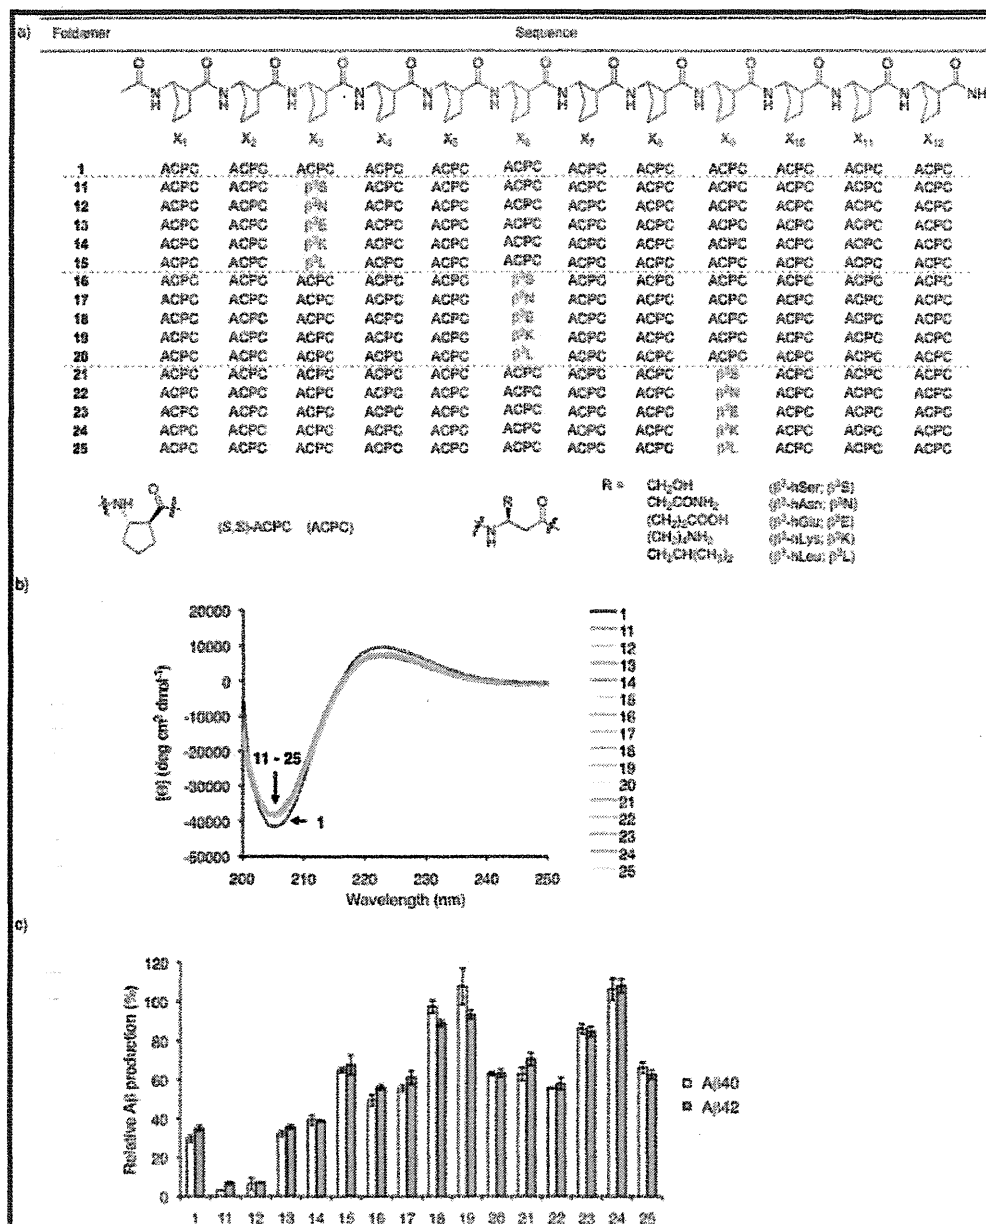 a) Foldamer Sequence
O O O O O O O O O O O O
N H N H N H N H N H N H N H N H N H N H N H N H NH
X1 X2 X3 X4 X5 X6 X7 X8 X9 X10 X11 X12
1 ACPC ACPC ACPC ACPC ACPC ACPC ACPC ACPC ACPC ACPC ACPC ACPC
11 ACPC ACPC β³S ACPC ACPC ACPC ACPC ACPC ACPC ACPC ACPC ACPC
12 ACPC ACPC β³N ACPC ACPC ACPC ACPC ACPC ACPC ACPC ACPC ACPC
13 ACPC ACPC β³E ACPC ACPC ACPC ACPC ACPC ACPC ACPC ACPC ACPC
14 ACPC ACPC β³K ACPC ACPC ACPC ACPC ACPC ACPC ACPC ACPC ACPC
15 ACPC ACPC β³L ACPC ACPC ACPC ACPC ACPC ACPC ACPC ACPC ACPC
16 ACPC ACPC ACPC ACPC ACPC β³S ACPC ACPC ACPC ACPC ACPC ACPC
17 ACPC ACPC ACPC ACPC ACPC β³N ACPC ACPC ACPC ACPC ACPC ACPC
18 ACPC ACPC ACPC ACPC ACPC β³E ACPC ACPC ACPC ACPC ACPC ACPC
19 ACPC ACPC ACPC ACPC ACPC β³K ACPC ACPC ACPC ACPC ACPC ACPC
20 ACPC ACPC ACPC ACPC ACPC β³L ACPC ACPC ACPC ACPC ACPC ACPC
21 ACPC ACPC ACPC ACPC ACPC ACPC ACPC ACPC β³S ACPC ACPC ACPC
22 ACPC ACPC ACPC ACPC ACPC ACPC ACPC ACPC β³N ACPC ACPC ACPC
23 ACPC ACPC ACPC ACPC ACPC ACPC ACPC ACPC β³E ACPC ACPC ACPC
24 ACPC ACPC ACPC ACPC ACPC ACPC ACPC ACPC β³K ACPC ACPC ACPC
25 ACPC ACPC ACPC ACPC ACPC ACPC ACPC ACPC β³L ACPC ACPC ACPC
NH O (S,S)-ACPC (ACPC)
N H R O
R = CH₂OH (β³-hSer; β³S)
CH₂CONH₂ (β³-hAsn; β³N)
(CH₂)₂COOH (β³-hGlu; β³E)
(CH₂)₄NH₂ (β³-hLys; β³K)
CH₂CH(CH₃)₂ (β³-hLeu; β³L)
b)
[Θ] (deg cm² dmol⁻¹)
20000
10000
0
-10000
-20000
-30000
-40000
-50000
11 - 25
1
200 210 220 230 240 250
Wavelength (nm)
1
11
12
13
14
15
16
17
18
19
20
21
22
23
24
25
c)
Relative Aβ production (%)
120
100
80
60
40
20
0
1 11 12 13 14 15 16 17 18 19 20 21 22 23 24 25
Aβ40
Aβ42